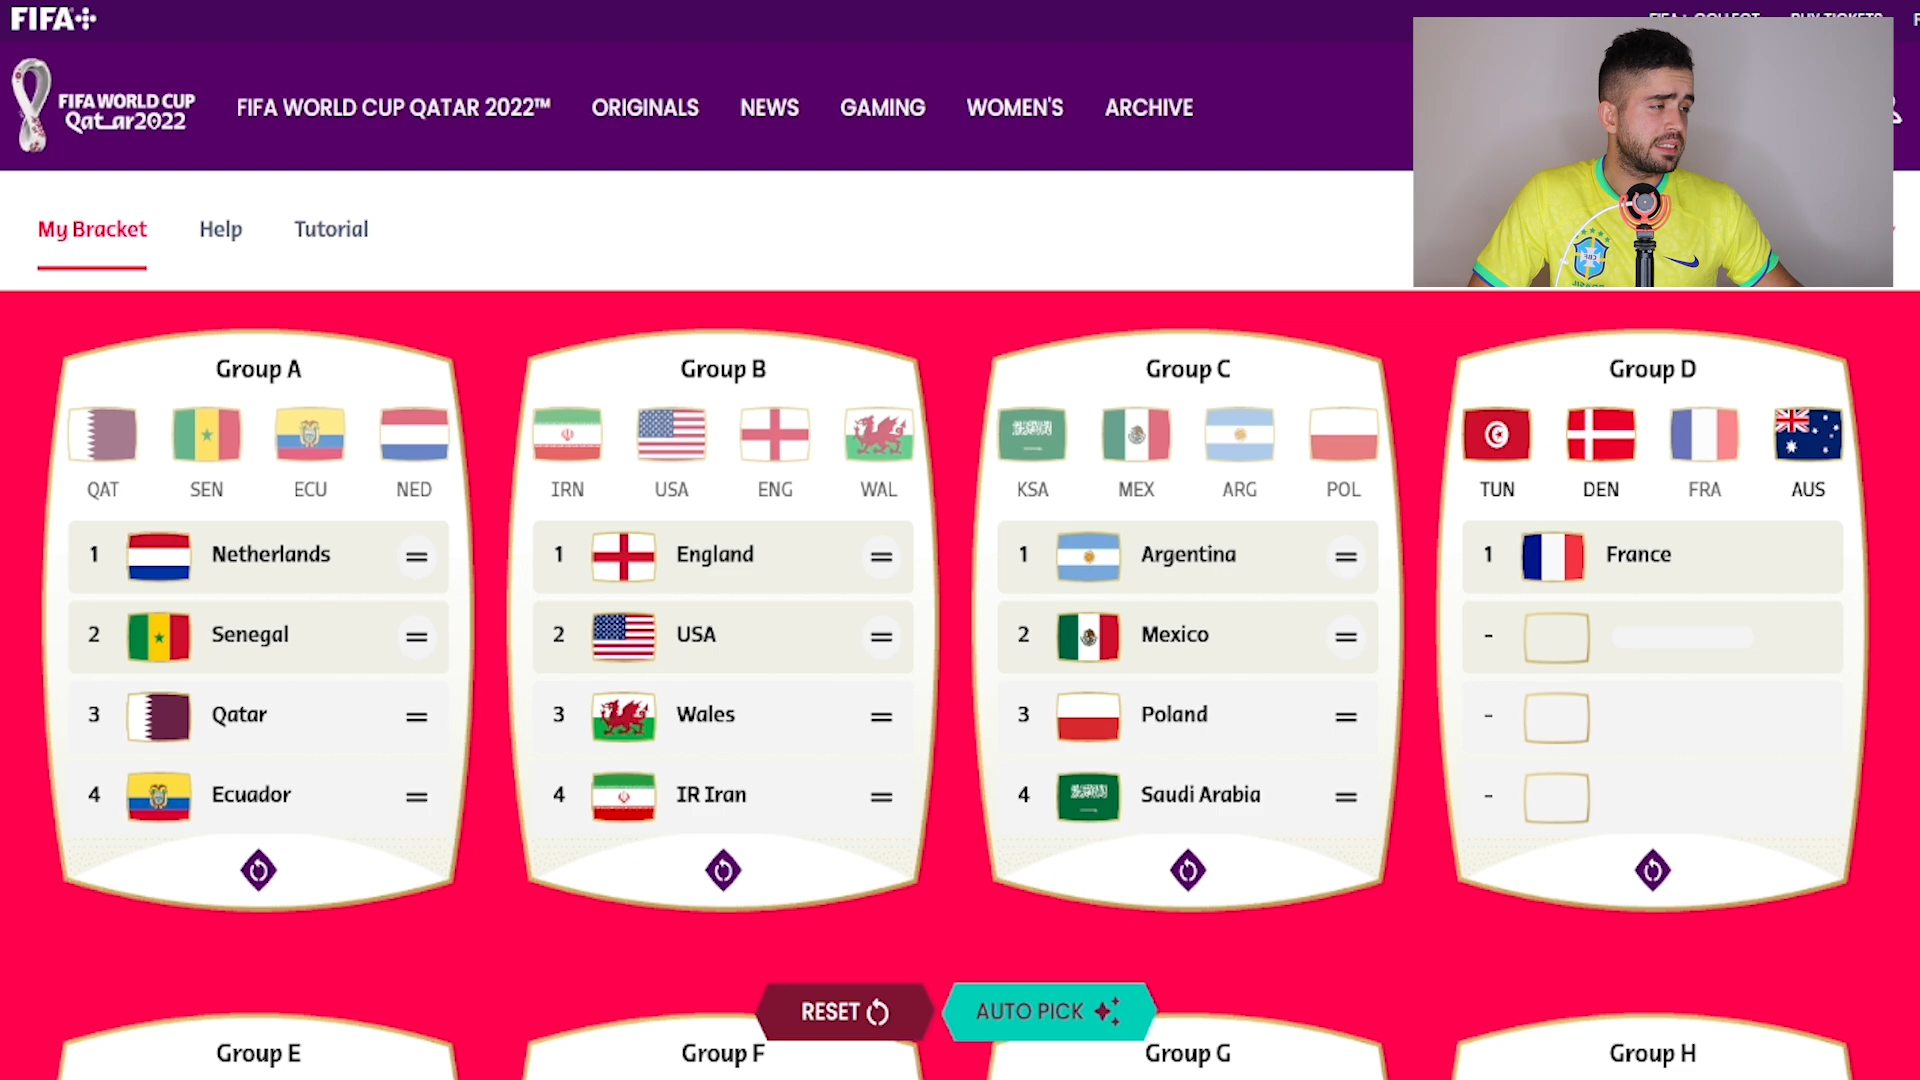 FIFA+
FIFA WORLD CUP
Qatar2022
FIFA WORLD CUP QATAR 2022™
ORIGINALS
NEWS
GAMING
WOMEN'S
ARCHIVE
My Bracket
Help
Tutorial
Group A
QAT SEN ECU NED
1 Netherlands
2 Senegal
3 Qatar
4 Ecuador
Group B
IRN USA ENG WAL
1 England
2 USA
3 Wales
4 IR Iran
Group C
KSA MEX ARG POL
1 Argentina
2 Mexico
3 Poland
4 Saudi Arabia
Group D
TUN DEN FRA AUS
1 France
-
-
-
RESET
AUTO PICK
Group E
Group F
Group G
Group H